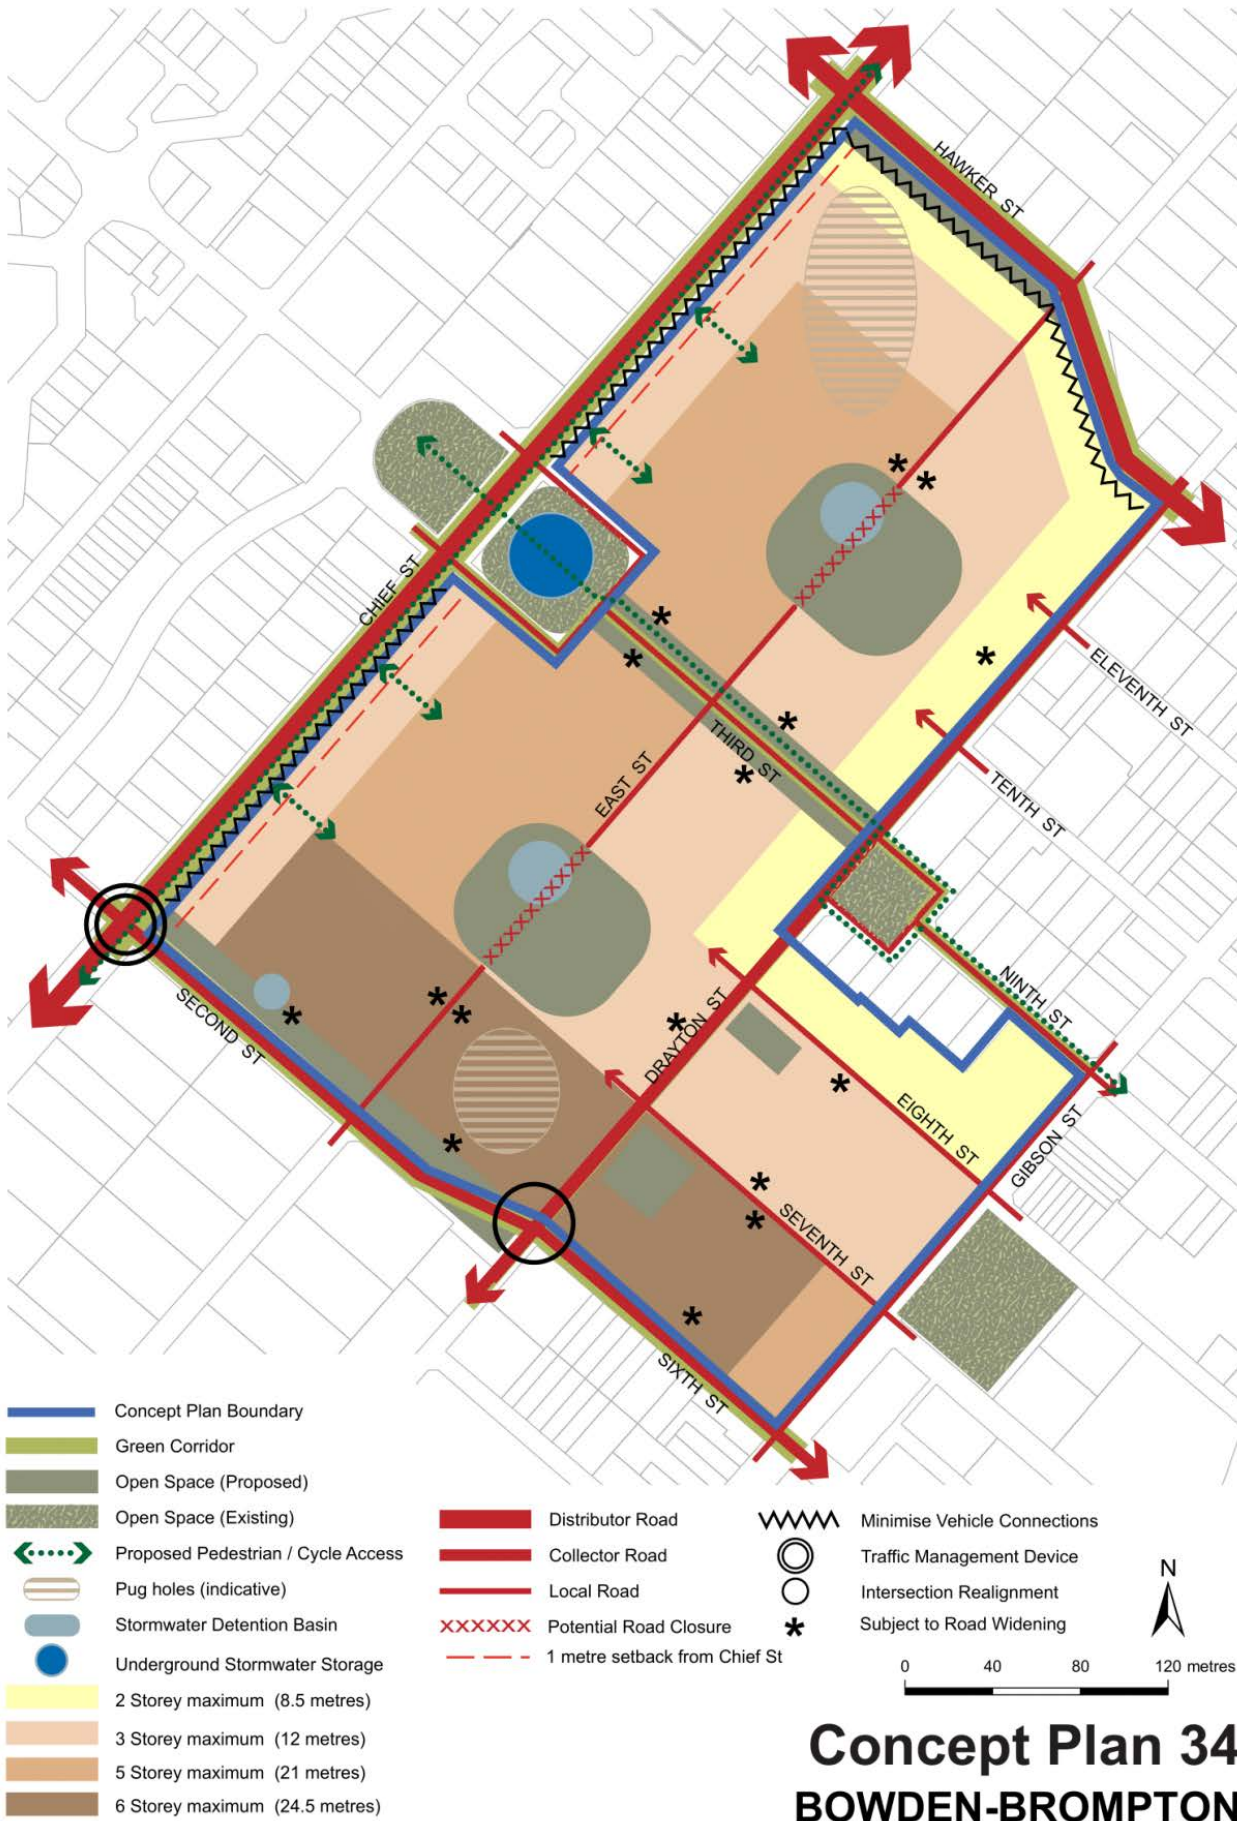 HAWKER ST
CHIEF ST
ELEVENTH ST
THIRD ST
EAST ST
TENTH ST
NINTH ST
SECOND ST
DRAYTON ST
EIGHTH ST
GIBSON ST
SEVENTH ST
SIXTH ST
Concept Plan Boundary
Green Corridor
Open Space (Proposed)
Open Space (Existing)
Proposed Pedestrian / Cycle Access
Pug holes (indicative)
Stormwater Detention Basin
Underground Stormwater Storage
2 Storey maximum (8.5 metres)
3 Storey maximum (12 metres)
5 Storey maximum (21 metres)
6 Storey maximum (24.5 metres)
Distributor Road
Collector Road
Local Road
Potential Road Closure
1 metre setback from Chief St
Minimise Vehicle Connections
Traffic Management Device
Intersection Realignment
Subject to Road Widening
N
0 40 80 120 metres
Concept Plan 34
BOWDEN-BROMPTON